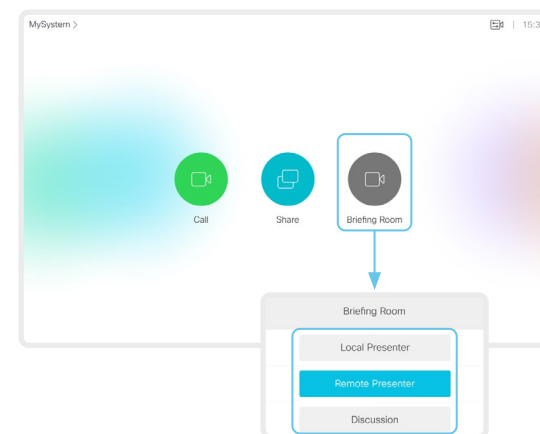 MySystem >
15:3
Call
Share
Briefing Room
Briefing Room
Local Presenter
Remote Presenter
Discussion